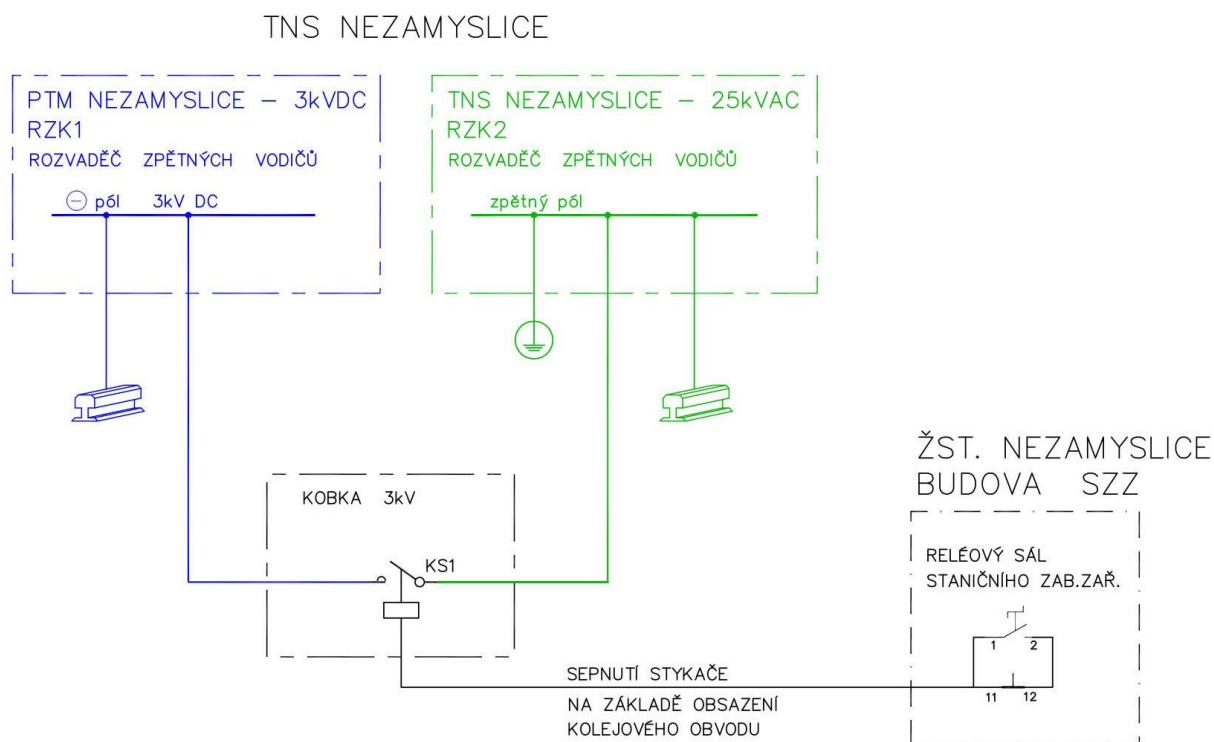 TNS NEZAMYSLICE
PTM NEZAMYSLICE – 3kVDC
RZK1
ROZVADĚČ ZPĚTNÝCH VODIČŮ
⊖ pól 3kV DC
TNS NEZAMYSLICE – 25kVAC
RZK2
ROZVADĚČ ZPĚTNÝCH VODIČŮ
zpětný pól
KOBKA 3kV
KS1
ŽST. NEZAMYSLICE
BUDOVA SZZ
RELÉOVÝ SÁL
STANIČNÍHO ZAB.ZAŘ.
1 2
11 12
SEPNUTÍ STYKAČE
NA ZÁKLADĚ OBSAZENÍ
KOLEJOVÉHO OBVODU